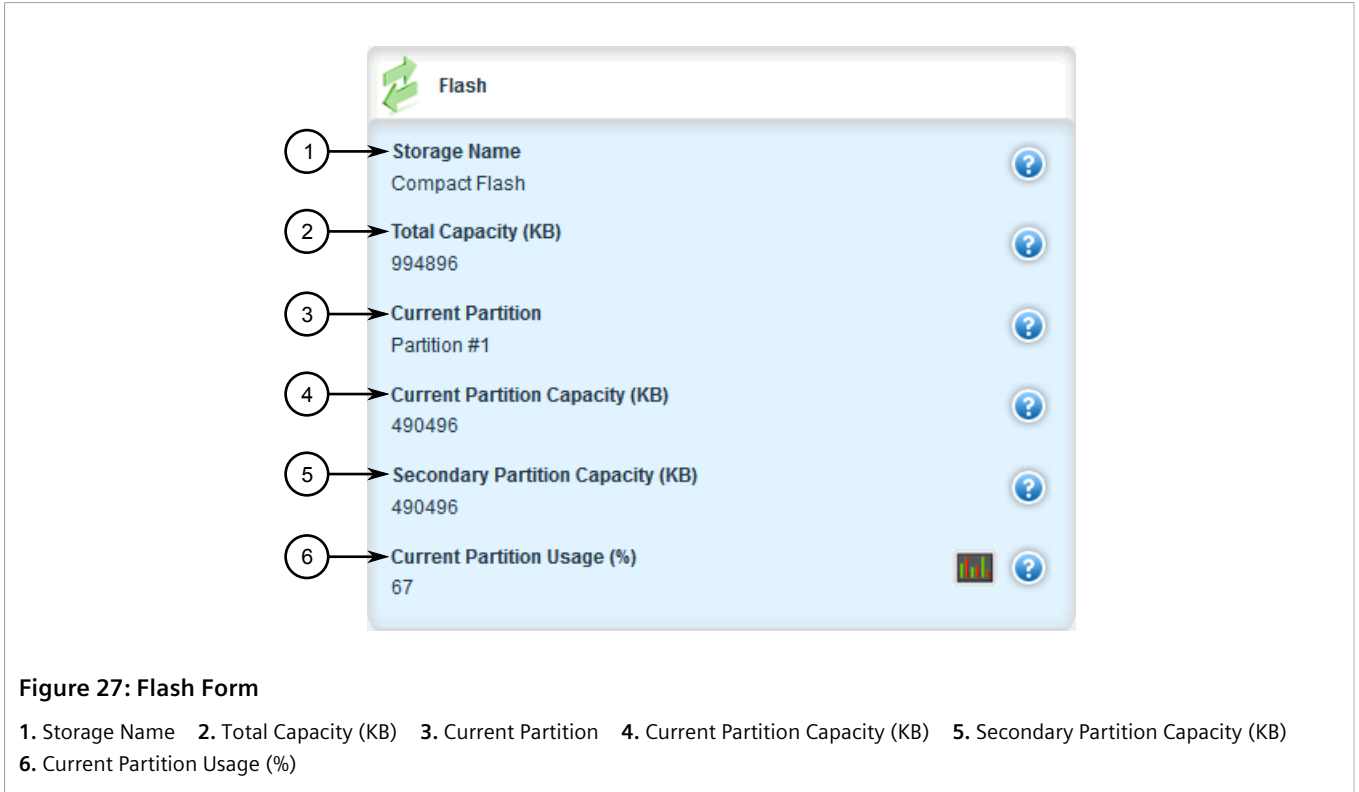 Flash
1 Storage Name
Compact Flash
2 Total Capacity (KB)
994896
3 Current Partition
Partition #1
4 Current Partition Capacity (KB)
490496
5 Secondary Partition Capacity (KB)
490496
6 Current Partition Usage (%)
67
Figure 27: Flash Form
1. Storage Name 2. Total Capacity (KB) 3. Current Partition 4. Current Partition Capacity (KB) 5. Secondary Partition Capacity (KB)
6. Current Partition Usage (%)